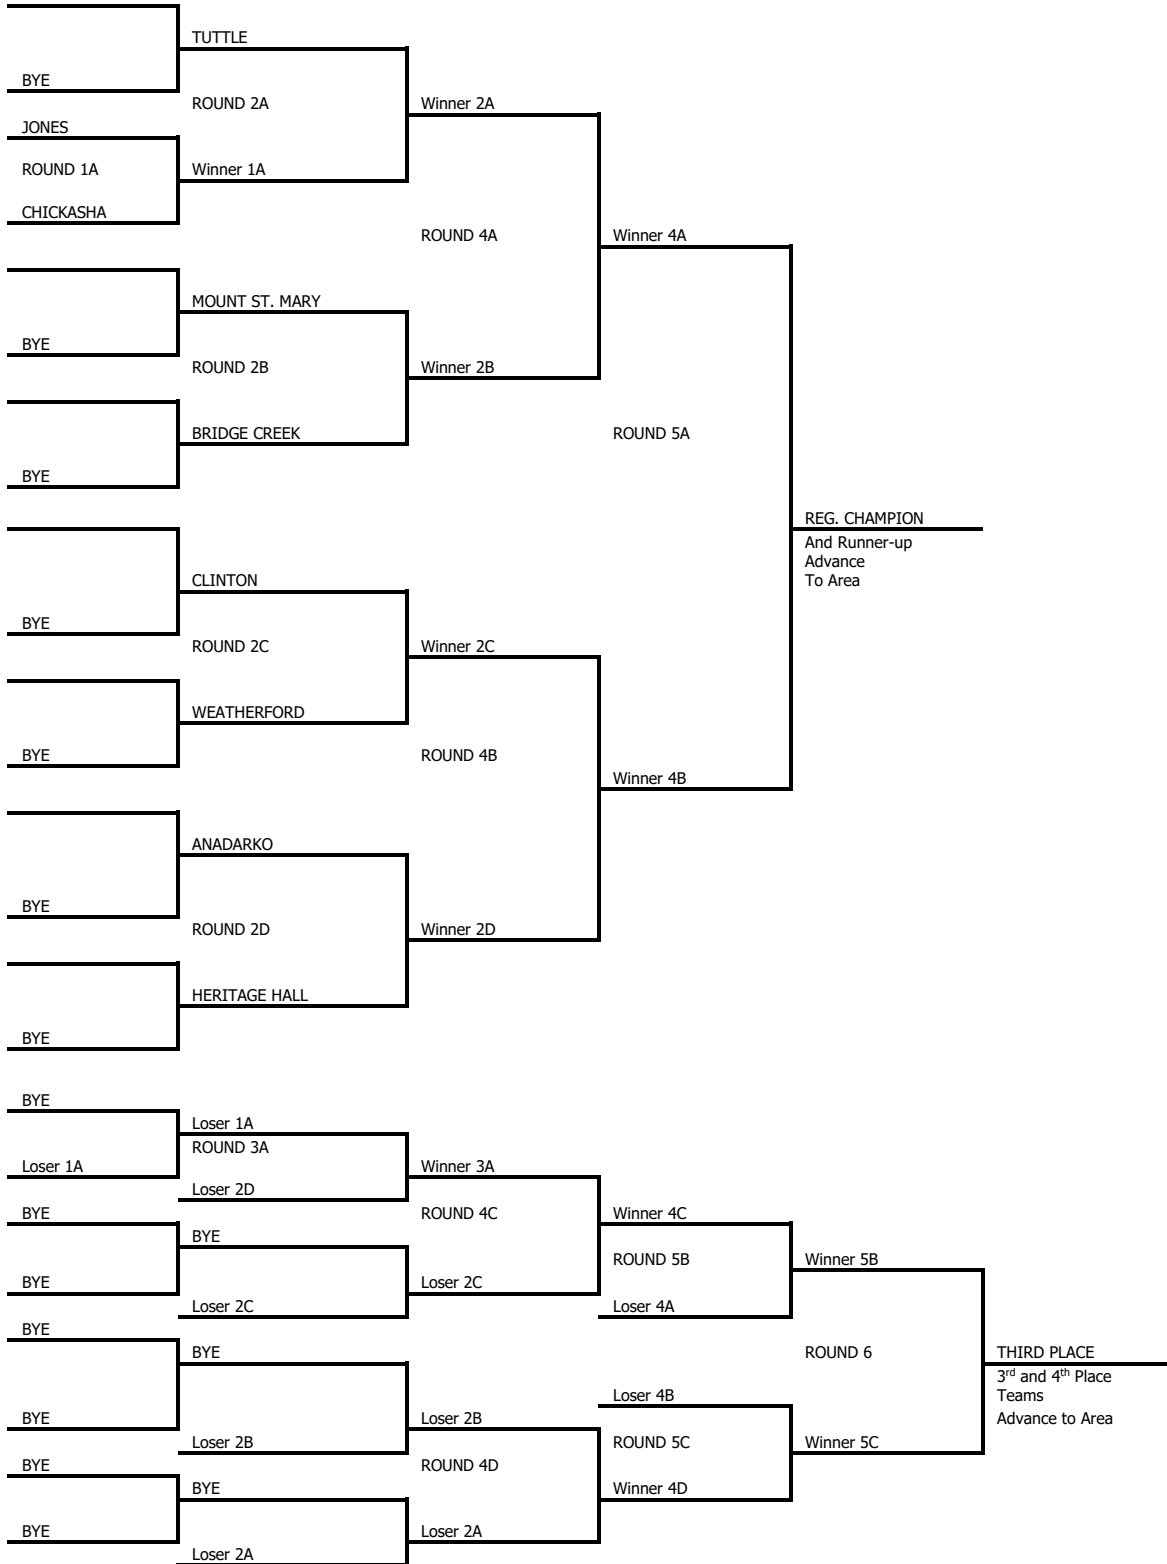 TUTTLE
BYE
ROUND 2A
Winner 2A
JONES
ROUND 1A
Winner 1A
CHICKASHA
ROUND 4A
Winner 4A
MOUNT ST. MARY
BYE
ROUND 2B
Winner 2B
BRIDGE CREEK
ROUND 5A
BYE
REG. CHAMPION
And Runner-up
Advance
To Area
CLINTON
BYE
ROUND 2C
Winner 2C
WEATHERFORD
BYE
ROUND 4B
Winner 4B
ANADARKO
BYE
ROUND 2D
Winner 2D
HERITAGE HALL
BYE
BYE
Loser 1A
ROUND 3A
Loser 1A
Winner 3A
Loser 2D
BYE
ROUND 4C
Winner 4C
BYE
ROUND 5B
Winner 5B
BYE
Loser 2C
Loser 2C
Loser 4A
BYE
BYE
ROUND 6
THIRD PLACE
3rd and 4th Place
Teams
Advance to Area
Loser 4B
BYE
Loser 2B
Loser 2B
ROUND 5C
Winner 5C
BYE
ROUND 4D
BYE
Winner 4D
BYE
Loser 2A
Loser 2A